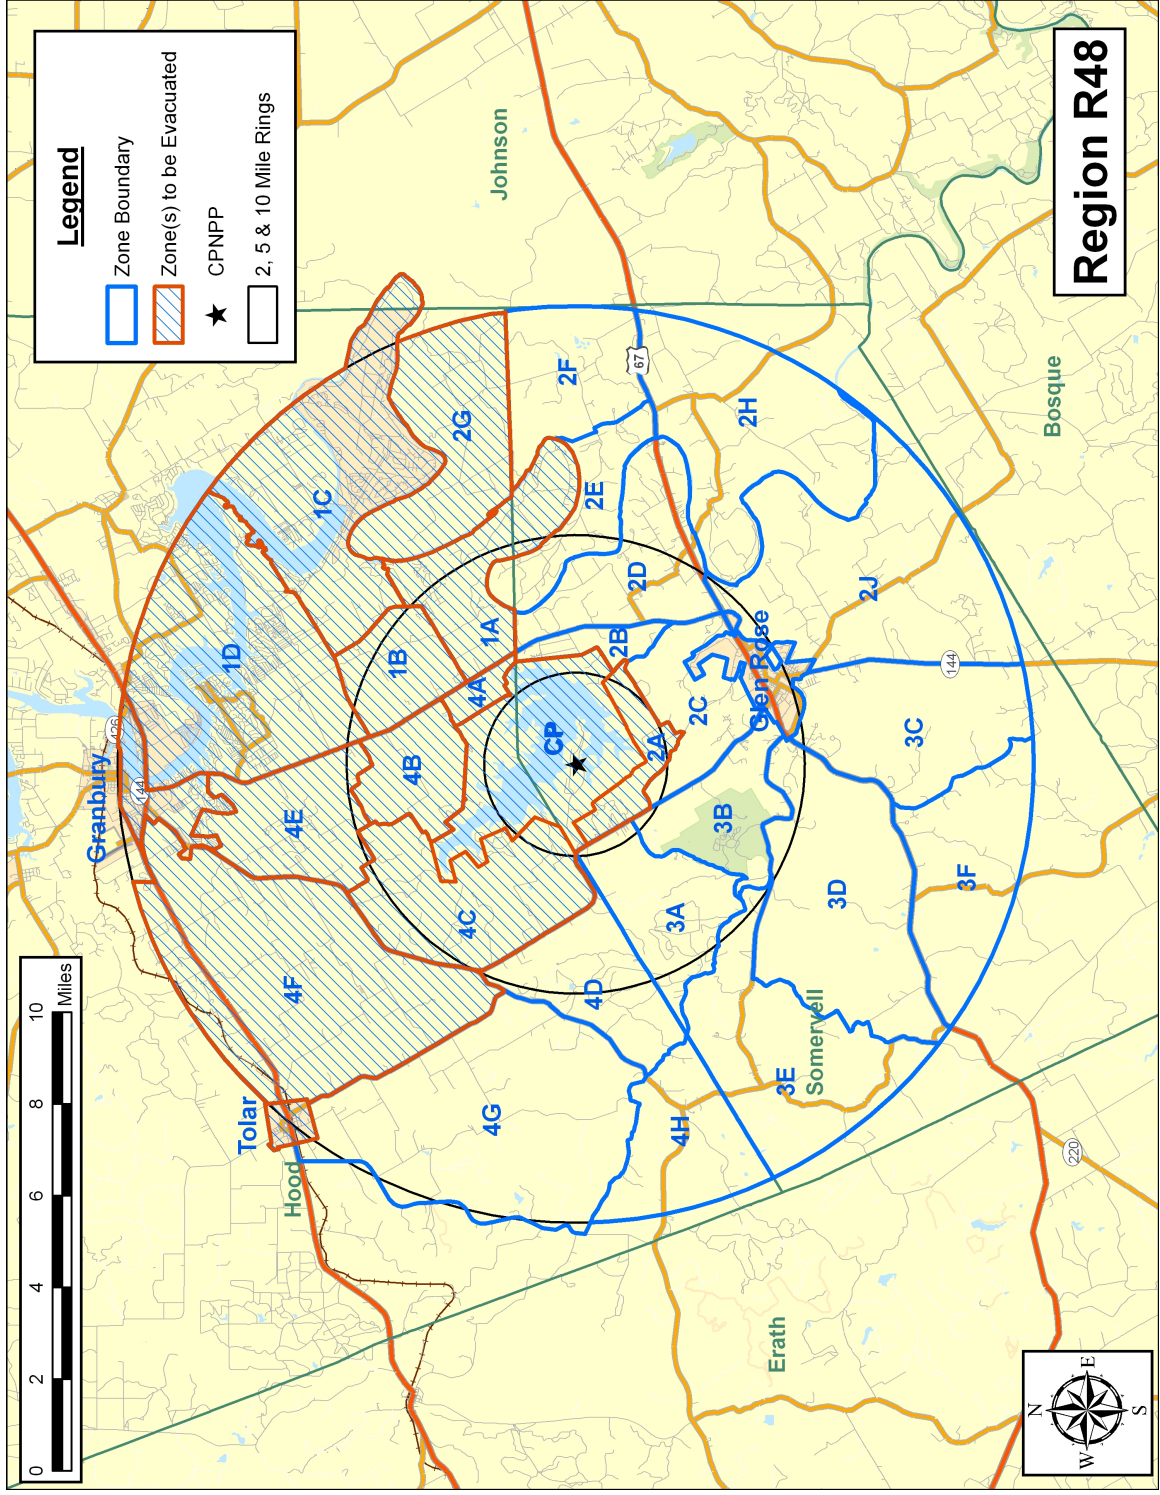 Legend
Zone Boundary
Zone(s) to be Evacuated
CPNPP
2, 5 & 10 Mile Rings
Region R48
0 2 4 6 8 10
Miles
N
W E
S
Granbury
Tolar
Glen Rose
Hood
Johnson
Bosque
Somervell
Erath
CP
1A
1B
1C
1D
2A
2B
2C
2D
2E
2F
2G
2H
2J
3A
3B
3C
3D
3E
3F
4A
4B
4C
4D
4E
4F
4G
4H
67
144
144
426
220